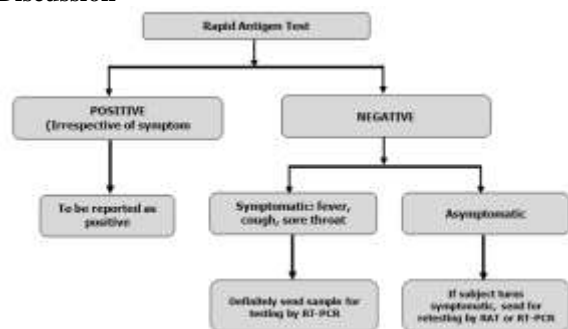 Discussion
Rapid Antigen Test
POSITIVE
(Irrespective of symptom
NEGATIVE
To be reported as
positive
Symptomatic: fever,
cough, sore throat
Asymptomatic
Definitely send sample for
testing by RT-PCR
If subject turns
symptomatic, send for
retesting by RAT or RT-PCR